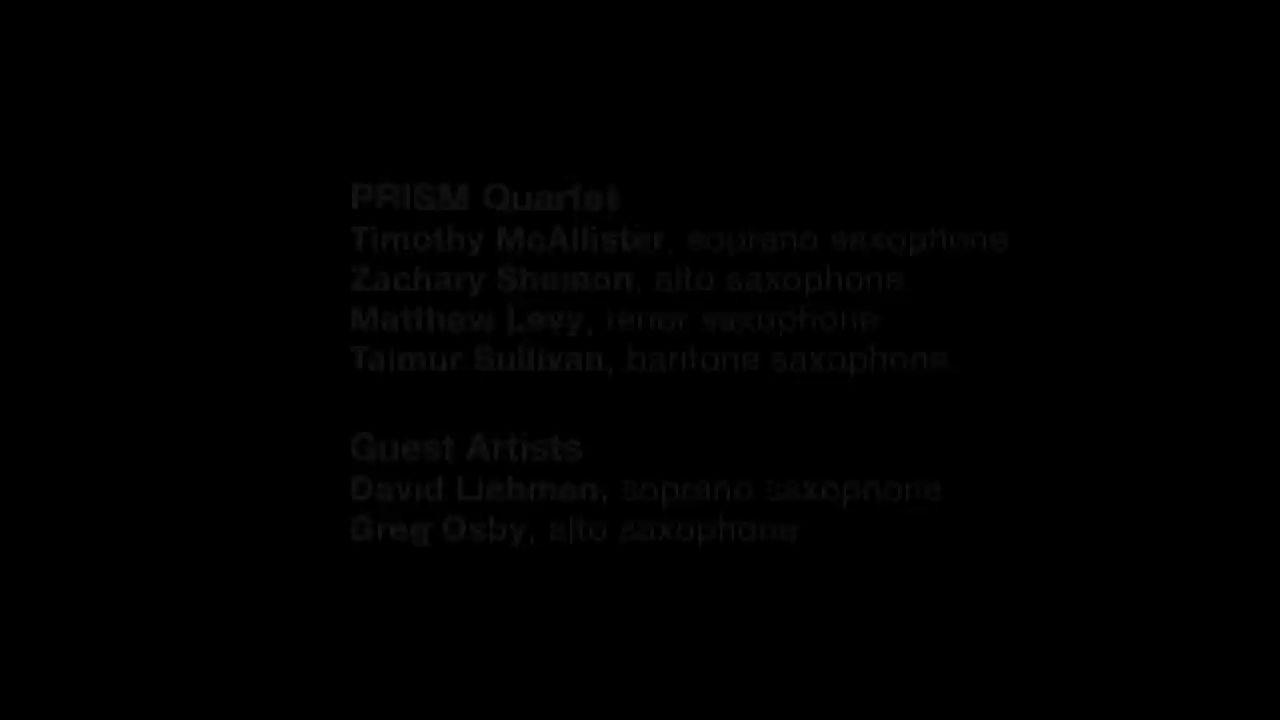 PRISM Quartet
Timothy McAllister, soprano saxophone
Zachary Shemon, alto saxophone
Matthew Levy, tenor saxophone
Taimur Sullivan, baritone saxophone
Guest Artists
David Liebman, soprano saxophone
Greg Osby, alto saxophone